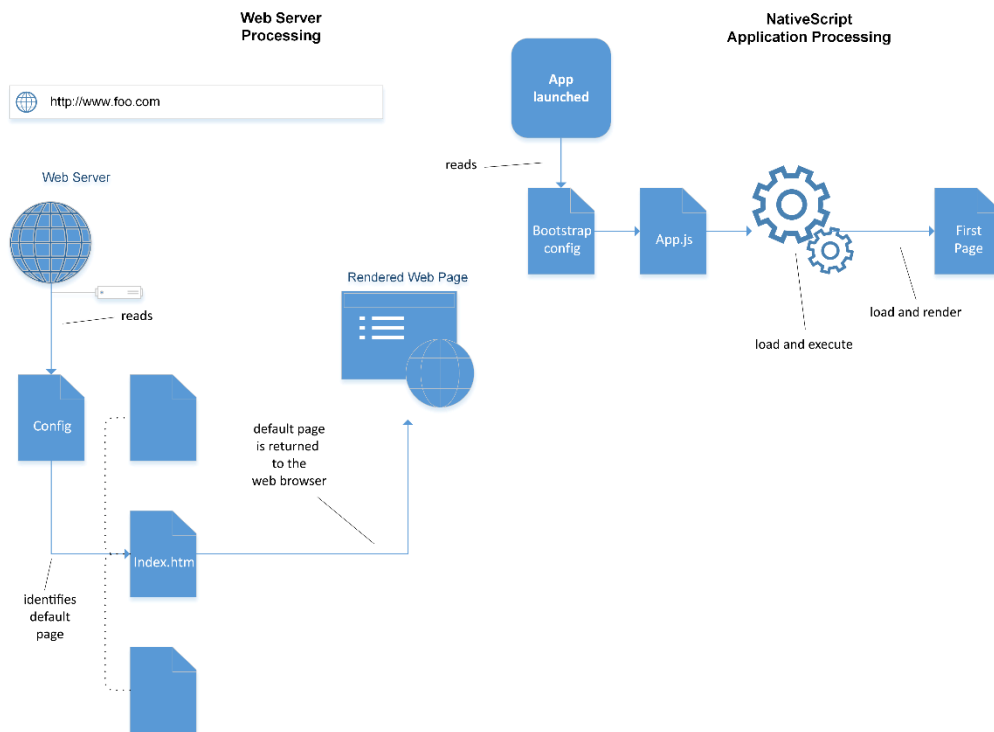 Web Server
Processing
http://www.foo.com
Web Server
reads
Config
identifies
default
page
Index.htm
default page
is returned
to the
web browser
Rendered Web Page
NativeScript
Application Processing
App
launched
reads
Bootstrap
config
App.js
load and execute
load and render
First
Page